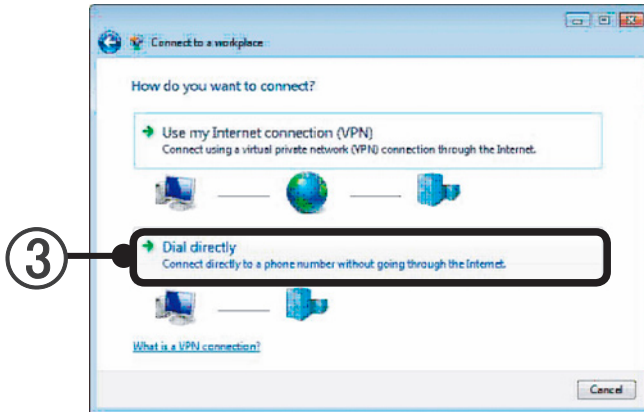 Connect to a workplace
How do you want to connect?
Use my Internet connection (VPN)
Connect using a virtual private network (VPN) connection through the Internet.
③
Dial directly
Connect directly to a phone number without going through the Internet.
What is a VPN connection?
Cancel